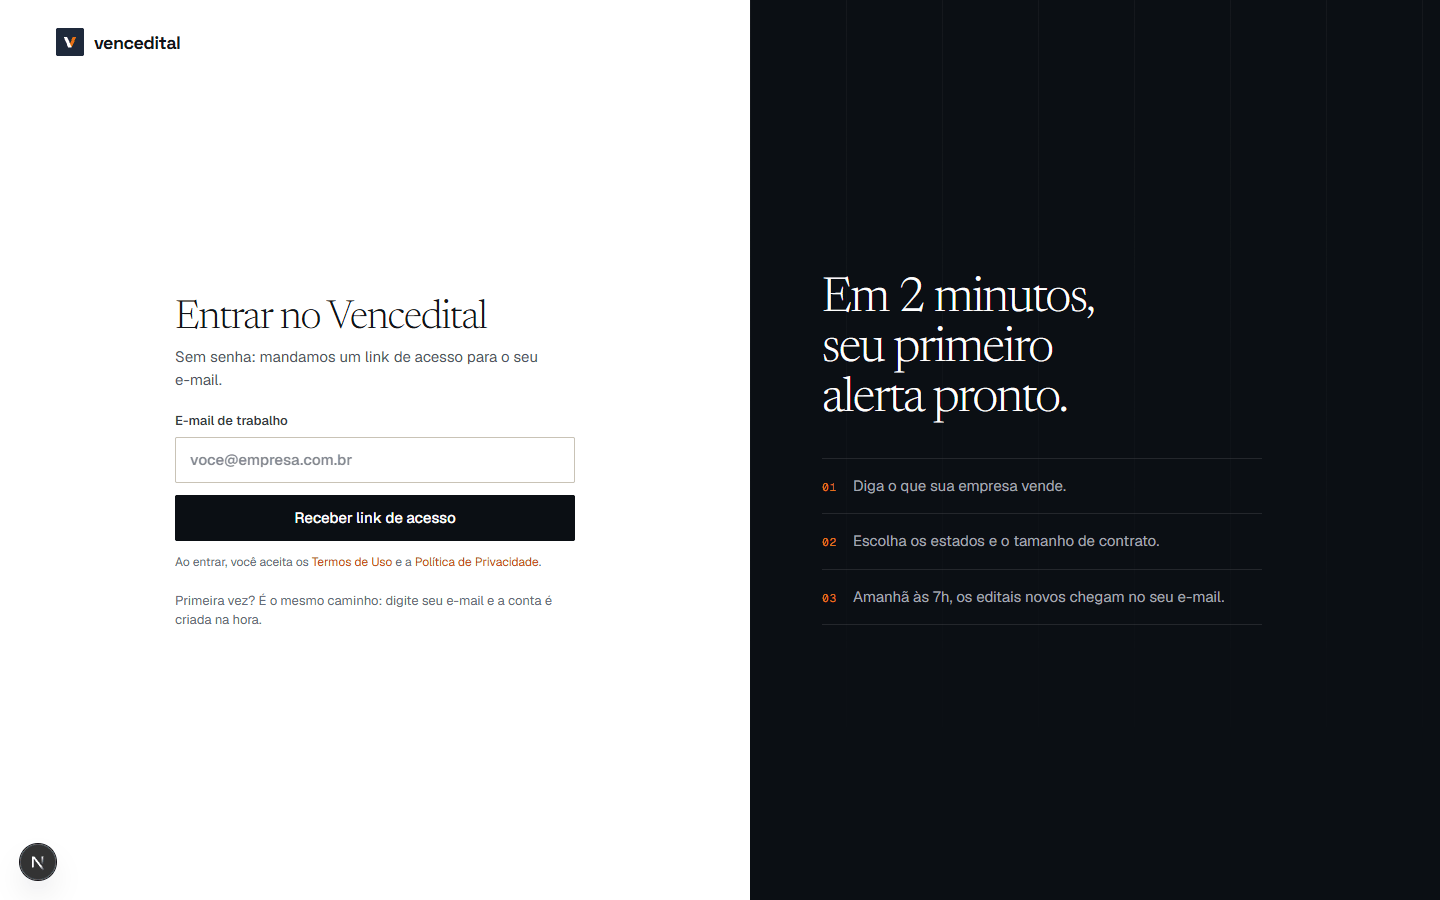 vencedital
Entrar no Vencedital
Sem senha: mandamos um link de acesso para o seu
e-mail.
E-mail de trabalho
voce@empresa.com.br
Receber link de acesso
Ao entrar, você aceita os Termos de Uso e a Política de Privacidade.
Primeira vez? É o mesmo caminho: digite seu e-mail e a conta é
criada na hora.
Em 2 minutos,
seu primeiro
alerta pronto.
01 Diga o que sua empresa vende.
02 Escolha os estados e o tamanho de contrato.
03 Amanhã às 7h, os editais novos chegam no seu e-mail.